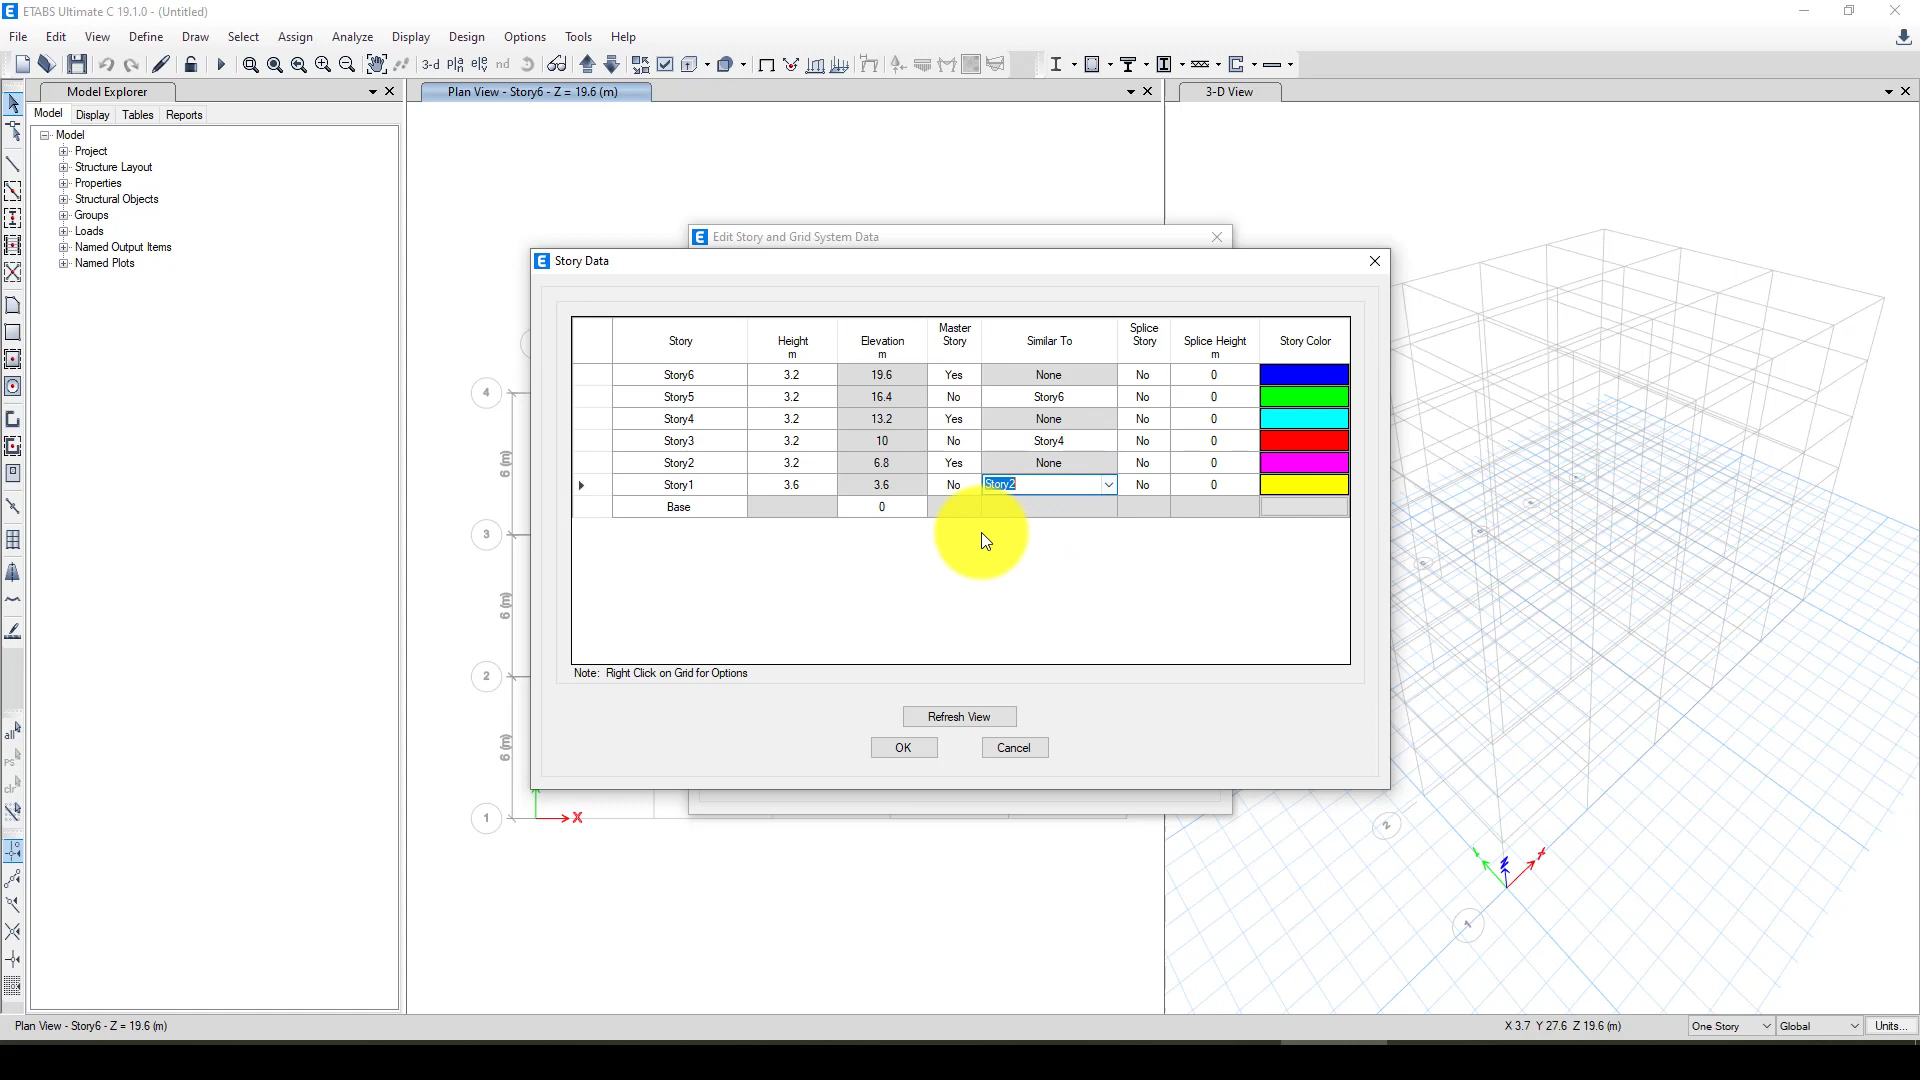 ETABS Ultimate C 19.1.0 - (Untitled)
File Edit View Define Draw Select Assign Analyze Display Design Options Tools Help
3-d nd
Model Explorer
Plan View - Story6 - Z = 19.6 (m)
3-D View
Model Display Tables Reports
Model
Project
Structure Layout
Properties
Structural Objects
Groups
Loads
Named Output Items
Named Plots
Edit Story and Grid System Data
Story Data
Story Height m Elevation m Master Story Similar To Splice Story Splice Height m Story Color
Story6 3.2 19.6 Yes None No 0
Story5 3.2 16.4 No Story6 No 0
Story4 3.2 13.2 Yes None No 0
Story3 3.2 10 No Story4 No 0
Story2 3.2 6.8 Yes None No 0
Story1 3.6 3.6 No Story2 No 0
Base 0
Note: Right Click on Grid for Options
Refresh View
OK Cancel
4
6 (m)
3
6 (m)
2
6 (m)
1
X
2
1
all
PS
clr
Plan View - Story6 - Z = 19.6 (m)
X 3.7 Y 27.6 Z 19.6 (m)
One Story Global Units...